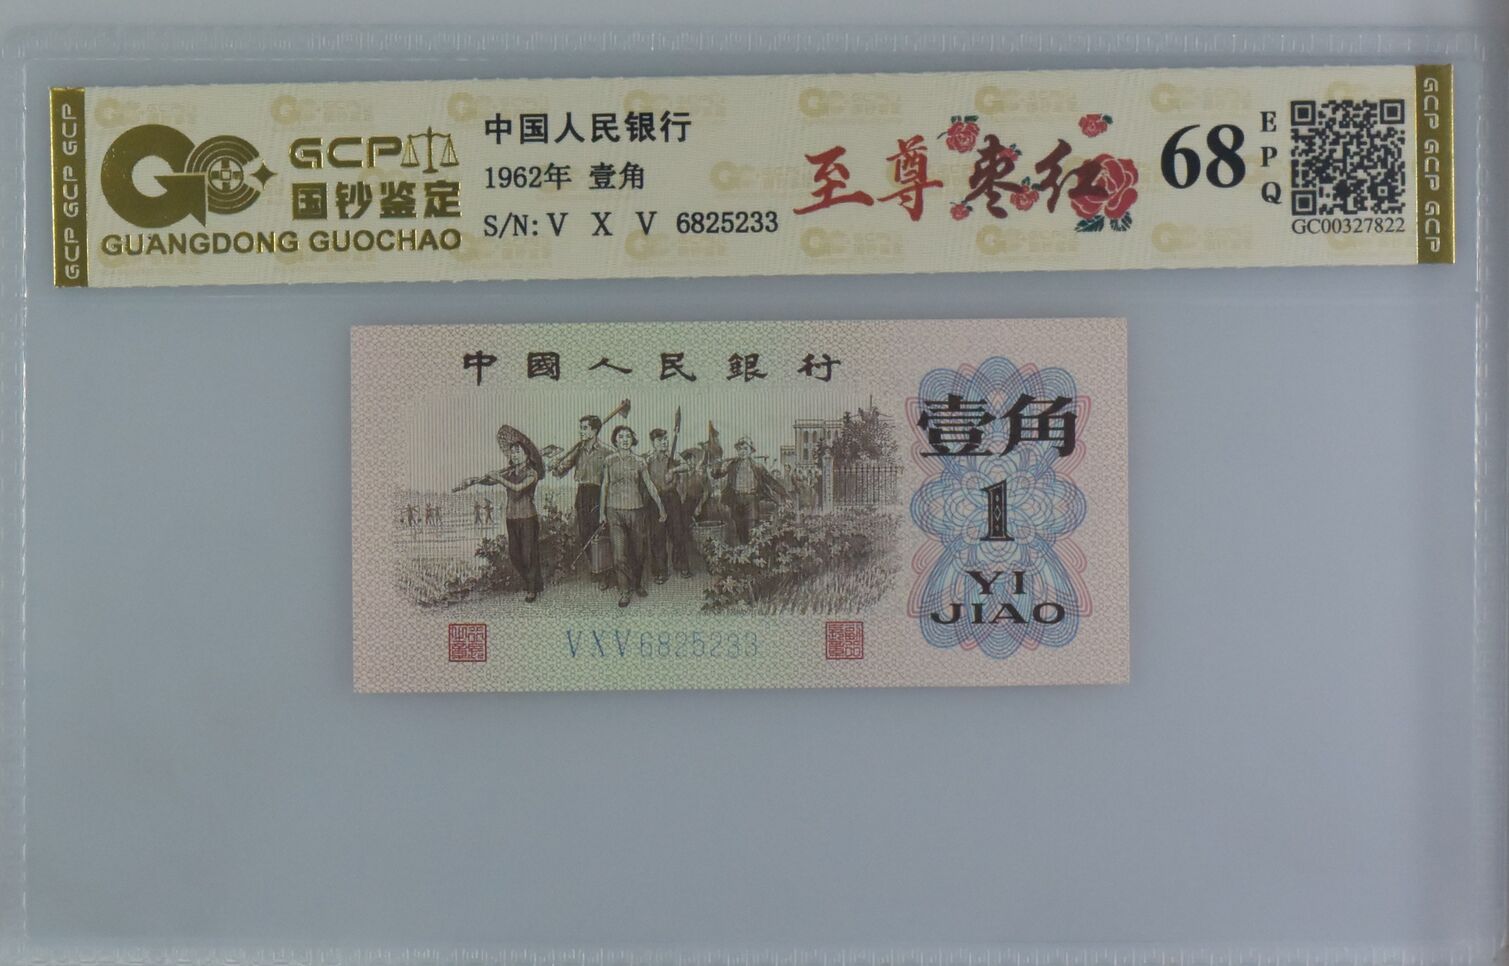 GCP GCP GCP
GCP
国钞鉴定
GUANGDONG GUOCHAO
中国人民银行
1962年 壹角
S/N: V X V 6825233
至尊 枣红
68
EPQ
GC00327822
GCP GCP GCP
中國人民銀行
壹角
1
YI
JIAO
VXV6825233